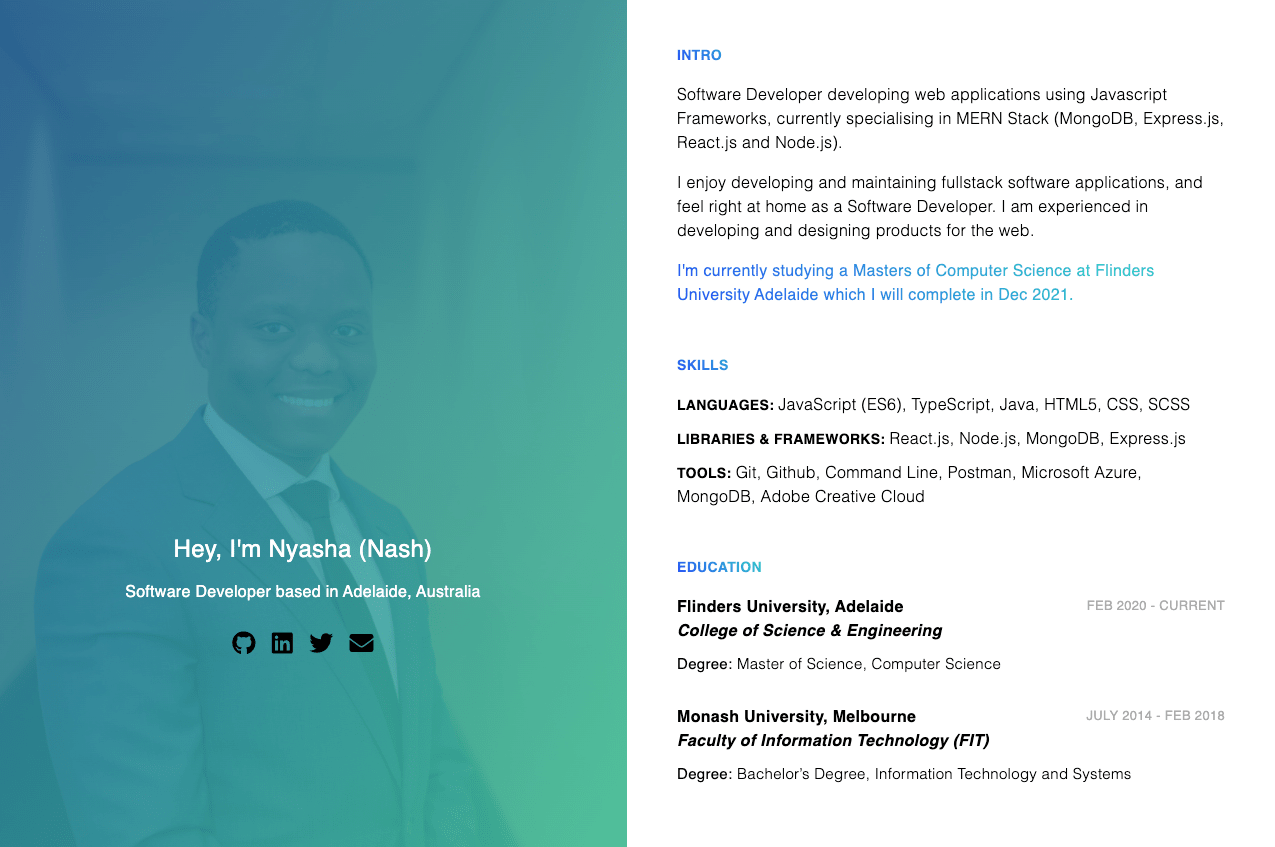 Hey, I'm Nyasha (Nash)
Software Developer based in Adelaide, Australia
INTRO
Software Developer developing web applications using Javascript
Frameworks, currently specialising in MERN Stack (MongoDB, Express.js,
React.js and Node.js).
I enjoy developing and maintaining fullstack software applications, and
feel right at home as a Software Developer. I am experienced in
developing and designing products for the web.
I'm currently studying a Masters of Computer Science at Flinders
University Adelaide which I will complete in Dec 2021.
SKILLS
LANGUAGES: JavaScript (ES6), TypeScript, Java, HTML5, CSS, SCSS
LIBRARIES & FRAMEWORKS: React.js, Node.js, MongoDB, Express.js
TOOLS: Git, Github, Command Line, Postman, Microsoft Azure,
MongoDB, Adobe Creative Cloud
EDUCATION
Flinders University, Adelaide FEB 2020 - CURRENT
College of Science & Engineering
Degree: Master of Science, Computer Science
Monash University, Melbourne JULY 2014 - FEB 2018
Faculty of Information Technology (FIT)
Degree: Bachelor’s Degree, Information Technology and Systems